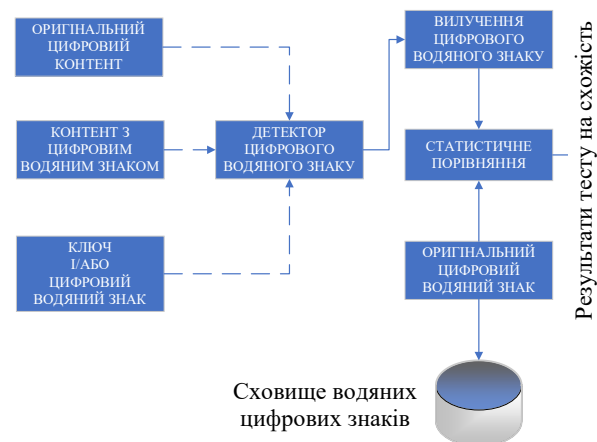 ОРИГІНАЛЬНИЙ
ЦИФРОВИЙ
КОНТЕНТ
КОНТЕНТ З
ЦИФРОВИМ
ВОДЯНИМ ЗНАКОМ
КЛЮЧ
І/АБО
ЦИФРОВИЙ
ВОДЯНИЙ ЗНАК
ДЕТЕКТОР
ЦИФРОВОГО
ВОДЯНОГО ЗНАКУ
ВИЛУЧЕННЯ
ЦИФРОВОГО
ВОДЯНОГО ЗНАКУ
СТАТИСТИЧНЕ
ПОРІВНЯННЯ
ОРИГІНАЛЬНИЙ
ЦИФРОВИЙ
ВОДЯНИЙ ЗНАК
Результати тесту на схожість
Сховище водяних
цифрових знаків